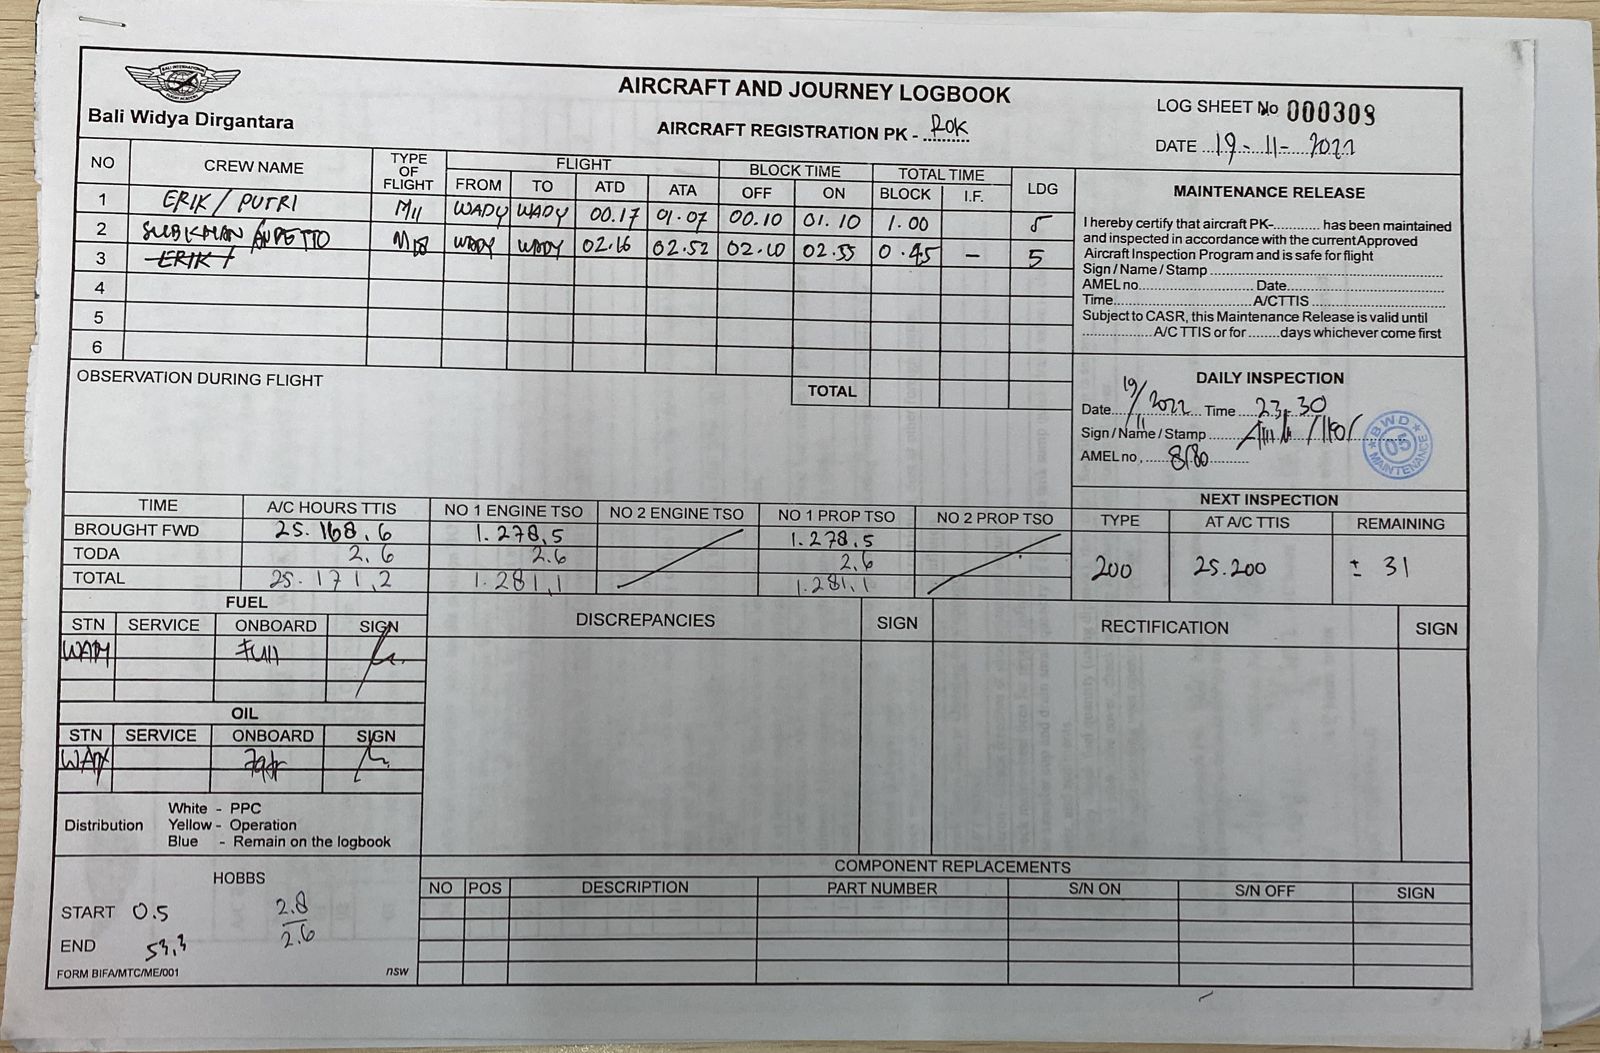 BALI INTERNATIONAL
FLIGHT ACADEMY
Bali Widya Dirgantara
AIRCRAFT AND JOURNEY LOGBOOK
AIRCRAFT REGISTRATION PK - ROK
LOG SHEET No 000308
DATE 19-11-2022
NO CREW NAME TYPE OF FLIGHT FLIGHT BLOCK TIME TOTAL TIME LDG
FROM TO ATD ATA OFF ON BLOCK I.F.
1 ERIK / PUTRI M11 WADY WADY 00.17 01.07 00.10 01.10 1.00 5
2 M18 WADY WADY 02.16 02.52 02.10 02.55 0.45 – 5
3 ERIK /
4
5
6
TOTAL
MAINTENANCE RELEASE
I hereby certify that aircraft PK-............ has been maintained
and inspected in accordance with the current Approved
Aircraft Inspection Program and is safe for flight
Sign / Name / Stamp
AMEL no. Date
Time A/C TTIS
Subject to CASR, this Maintenance Release is valid until
A/C TTIS or for ........ days whichever come first
OBSERVATION DURING FLIGHT
DAILY INSPECTION
Date 19/11/2022 Time 23.30
Sign / Name / Stamp
AMEL no. 8180
BWD 05 MAINTENANCE
TIME A/C HOURS TTIS NO 1 ENGINE TSO NO 2 ENGINE TSO NO 1 PROP TSO NO 2 PROP TSO
BROUGHT FWD 25.168,6 1.278,5 1.278,5
TODA 2.6 2.6 2,6
TOTAL 25.171,2 1.281,1 1.281,1
NEXT INSPECTION
TYPE AT A/C TTIS REMAINING
200 25.200 ± 31
FUEL
STN SERVICE ONBOARD SIGN
WADY Full
OIL
STN SERVICE ONBOARD SIGN
WADY 7qtr
DISCREPANCIES SIGN RECTIFICATION SIGN
Distribution
White - PPC
Yellow - Operation
Blue - Remain on the logbook
HOBBS
START 0.5
END 53,3
2.8
2.6
FORM BIFA/MTC/ME/001 nsw
COMPONENT REPLACEMENTS
NO POS DESCRIPTION PART NUMBER S/N ON S/N OFF SIGN